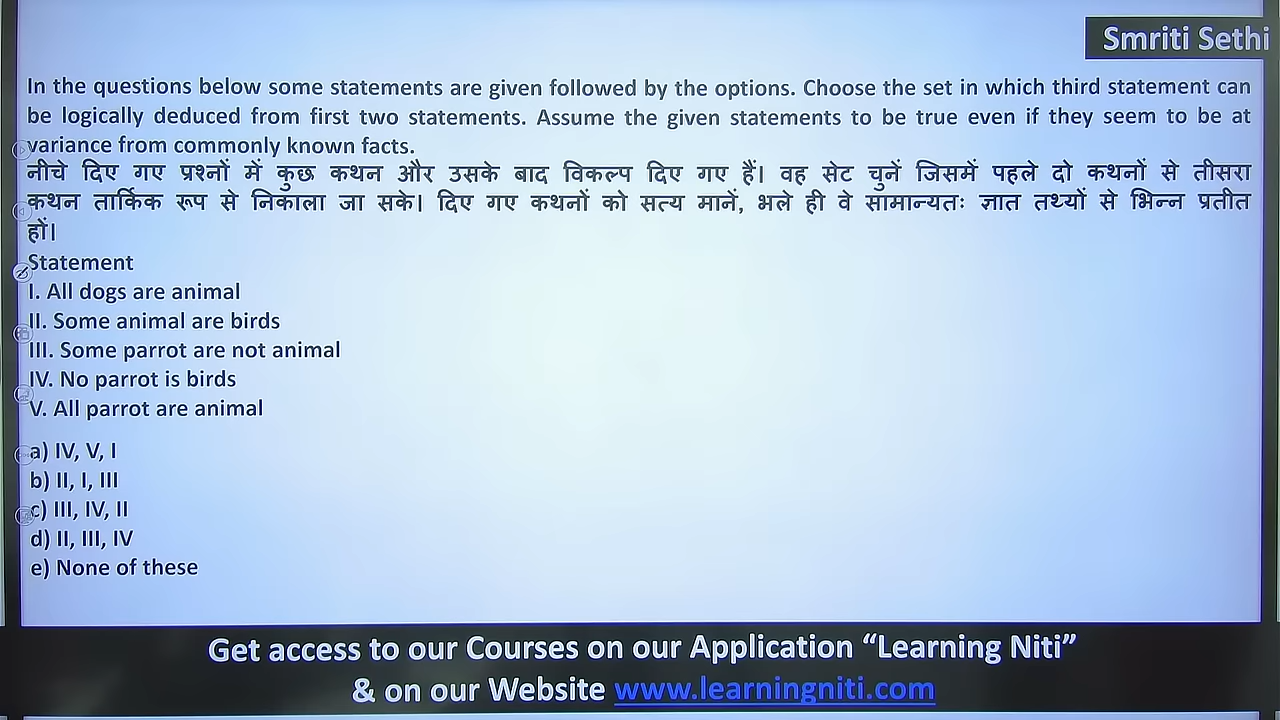 Smriti Sethi
In the questions below some statements are given followed by the options. Choose the set in which third statement can
be logically deduced from first two statements. Assume the given statements to be true even if they seem to be at
variance from commonly known facts.
नीचे दिए गए प्रश्नों में कुछ कथन और उसके बाद विकल्प दिए गए हैं। वह सेट चुनें जिसमें पहले दो कथनों से तीसरा
कथन तार्किक रूप से निकाला जा सके। दिए गए कथनों को सत्य मानें, भले ही वे सामान्यतः ज्ञात तथ्यों से भिन्न प्रतीत
हों।
Statement
I. All dogs are animal
II. Some animal are birds
III. Some parrot are not animal
IV. No parrot is birds
V. All parrot are animal
a) IV, V, I
b) II, I, III
c) III, IV, II
d) II, III, IV
e) None of these
Get access to our Courses on our Application “Learning Niti”
& on our Website www.learningniti.com